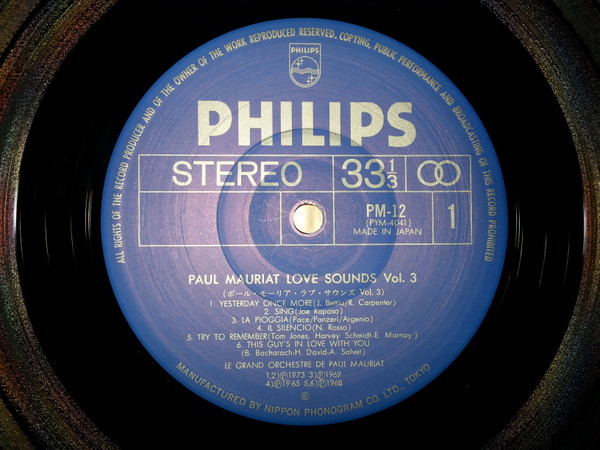 ALL RIGHTS OF THE RECORD PRODUCER AND OF THE OWNER OF THE WORK REPRODUCED RESERVED. COPYING, PUBLIC PERFORMANCE AND BROADCASTING OF THIS RECORD PROHIBITED
PHILIPS
PHILIPS
STEREO 33 1/3
PM-12 1
(PYM-4041)
MADE IN JAPAN
PAUL MAURIAT LOVE SOUNDS Vol. 3
(ポール・モーリア・ラブ・サウンズ Vol. 3)
1. YESTERDAY ONCE MORE(J. Bettis/R. Carpenter)
2. SING(Joe Raposo)
3. LA PIOGGIA(Pace/Panzeri/Argenio)
4. IL SILENCIO(N. Rosso)
5. TRY TO REMEMBER(Tom Jones, Harvey Schmidt-E. Marnay)
6. THIS GUY'S IN LOVE WITH YOU
(B. Bacharach-H. David-A. Salvet)
LE GRAND ORCHESTRE DE PAUL MAURIAT
1,2)Ⓟ1973 3)Ⓟ1969
4)Ⓟ1965 5,6)Ⓟ1968
©
MANUFACTURED BY NIPPON PHONOGRAM CO. LTD., TOKYO